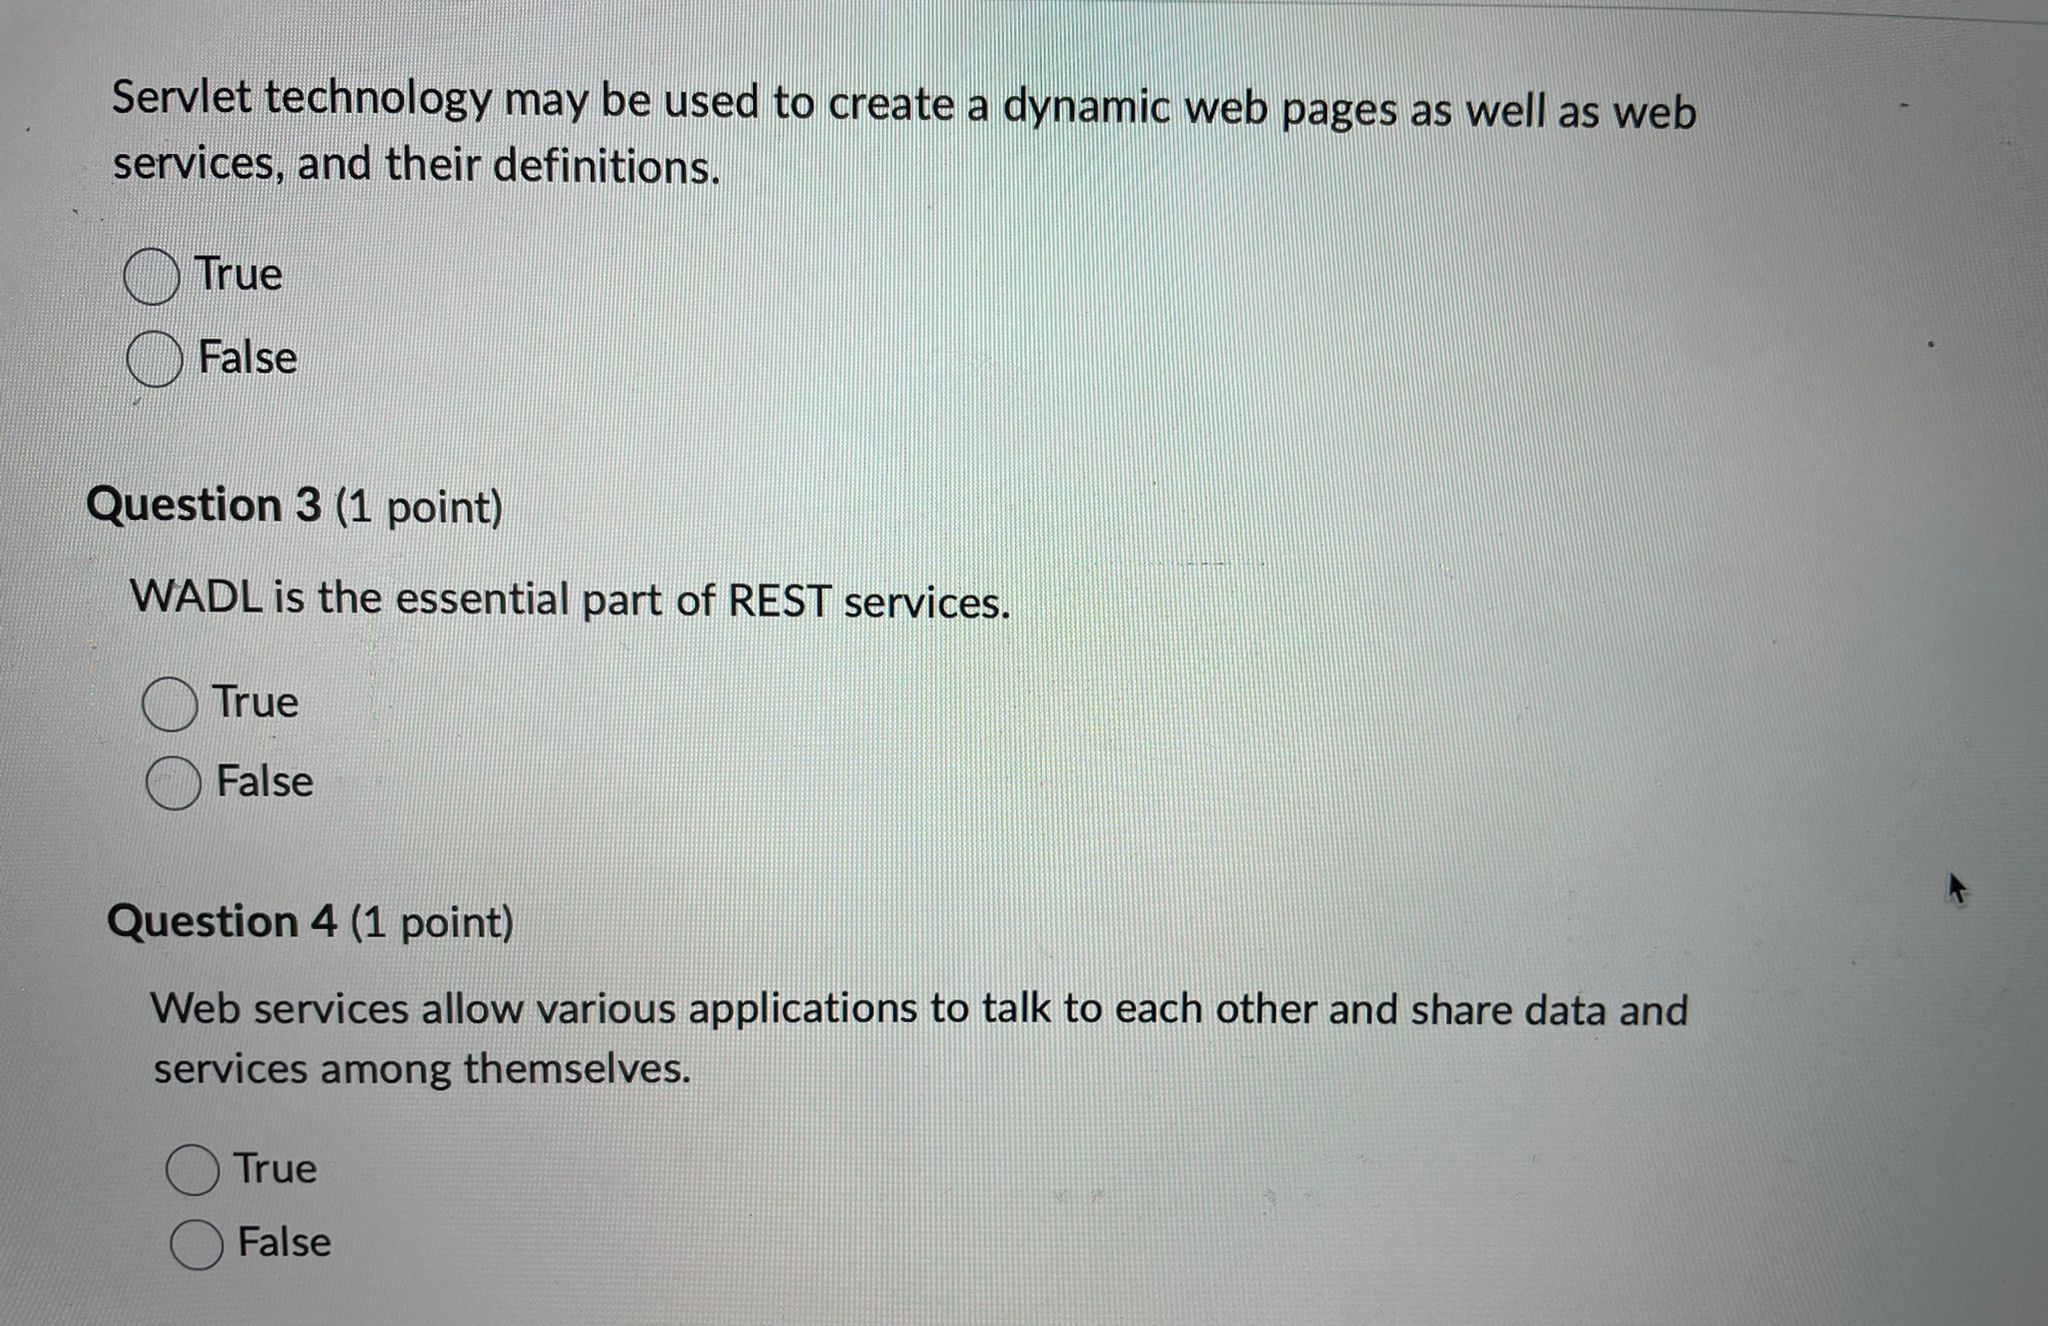 Servlet technology may be used to create a dynamic web pages as well as web
services, and their definitions.
True
False
Question 3 (1 point)
WADL is the essential part of REST services.
True
False
Question 4 (1 point)
Web services allow various applications to talk to each other and share data and
services among themselves.
True
False